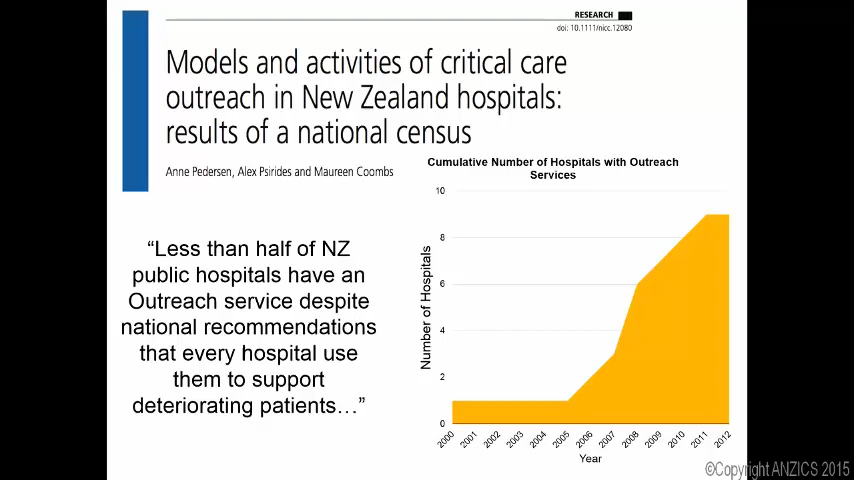 RESEARCH
doi: 10.1111/nicc.12080
Models and activities of critical care
outreach in New Zealand hospitals:
results of a national census
Anne Pedersen, Alex Psirides and Maureen Coombs
“Less than half of NZ
public hospitals have an
Outreach service despite
national recommendations
that every hospital use
them to support
deteriorating patients…”
Cumulative Number of Hospitals with Outreach
Services
Number of Hospitals
10
8
6
4
2
0
2000 2001 2002 2003 2004 2005 2006 2007 2008 2009 2010 2011 2012
Year
©Copyright ANZICS 2015